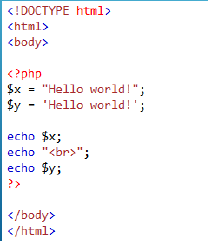 <!DOCTYPE html>
<html>
<body>
<?php
$x = "Hello world!";
$y = 'Hello world!';
echo $x;
echo "<br>";
echo $y;
?>
</body>
</html>